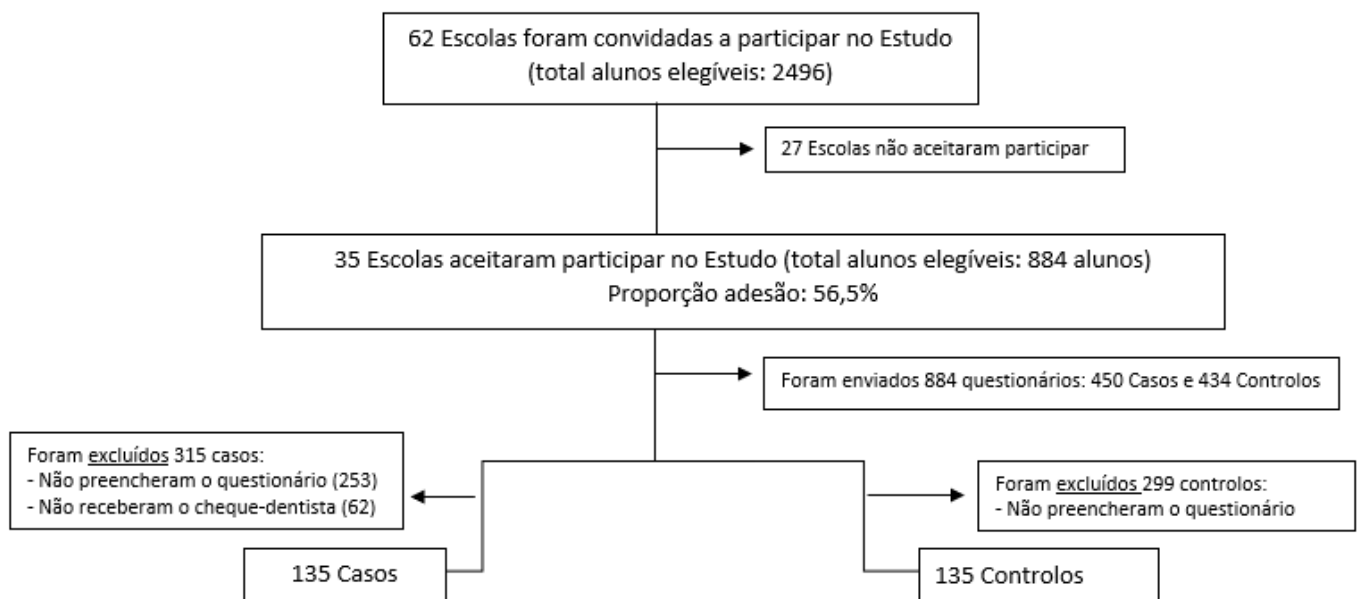 62 Escolas foram convidadas a participar no Estudo
(total alunos elegíveis: 2496)
27 Escolas não aceitaram participar
35 Escolas aceitaram participar no Estudo (total alunos elegíveis: 884 alunos)
Proporção adesão: 56,5%
Foram enviados 884 questionários: 450 Casos e 434 Controlos
Foram excluídos 315 casos:
- Não preencheram o questionário (253)
- Não receberam o cheque-dentista (62)
Foram excluídos 299 controlos:
- Não preencheram o questionário
135 Casos
135 Controlos